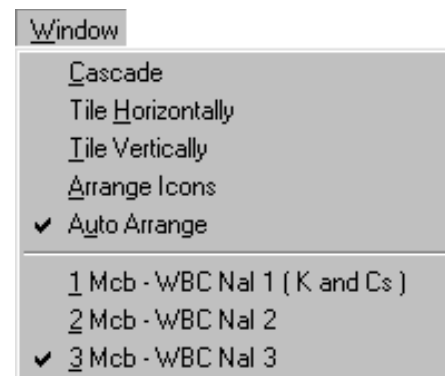 Window
Cascade
Tile Horizontally
Tile Vertically
Arrange Icons
Auto Arrange
1 Mcb - WBC NaI 1 ( K and Cs )
2 Mcb - WBC NaI 2
3 Mcb - WBC NaI 3